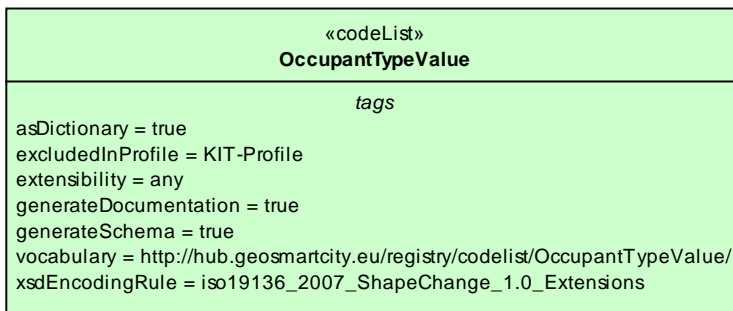 «codeList»
OccupantTypeValue
tags
asDictionary = true
excludedInProfile = KIT-Profile
extensibility = any
generateDocumentation = true
generateSchema = true
vocabulary = http://hub.geosmartcity.eu/registry/codelist/OccupantTypeValue/
xsdEncodingRule = iso19136_2007_ShapeChange_1.0_Extensions